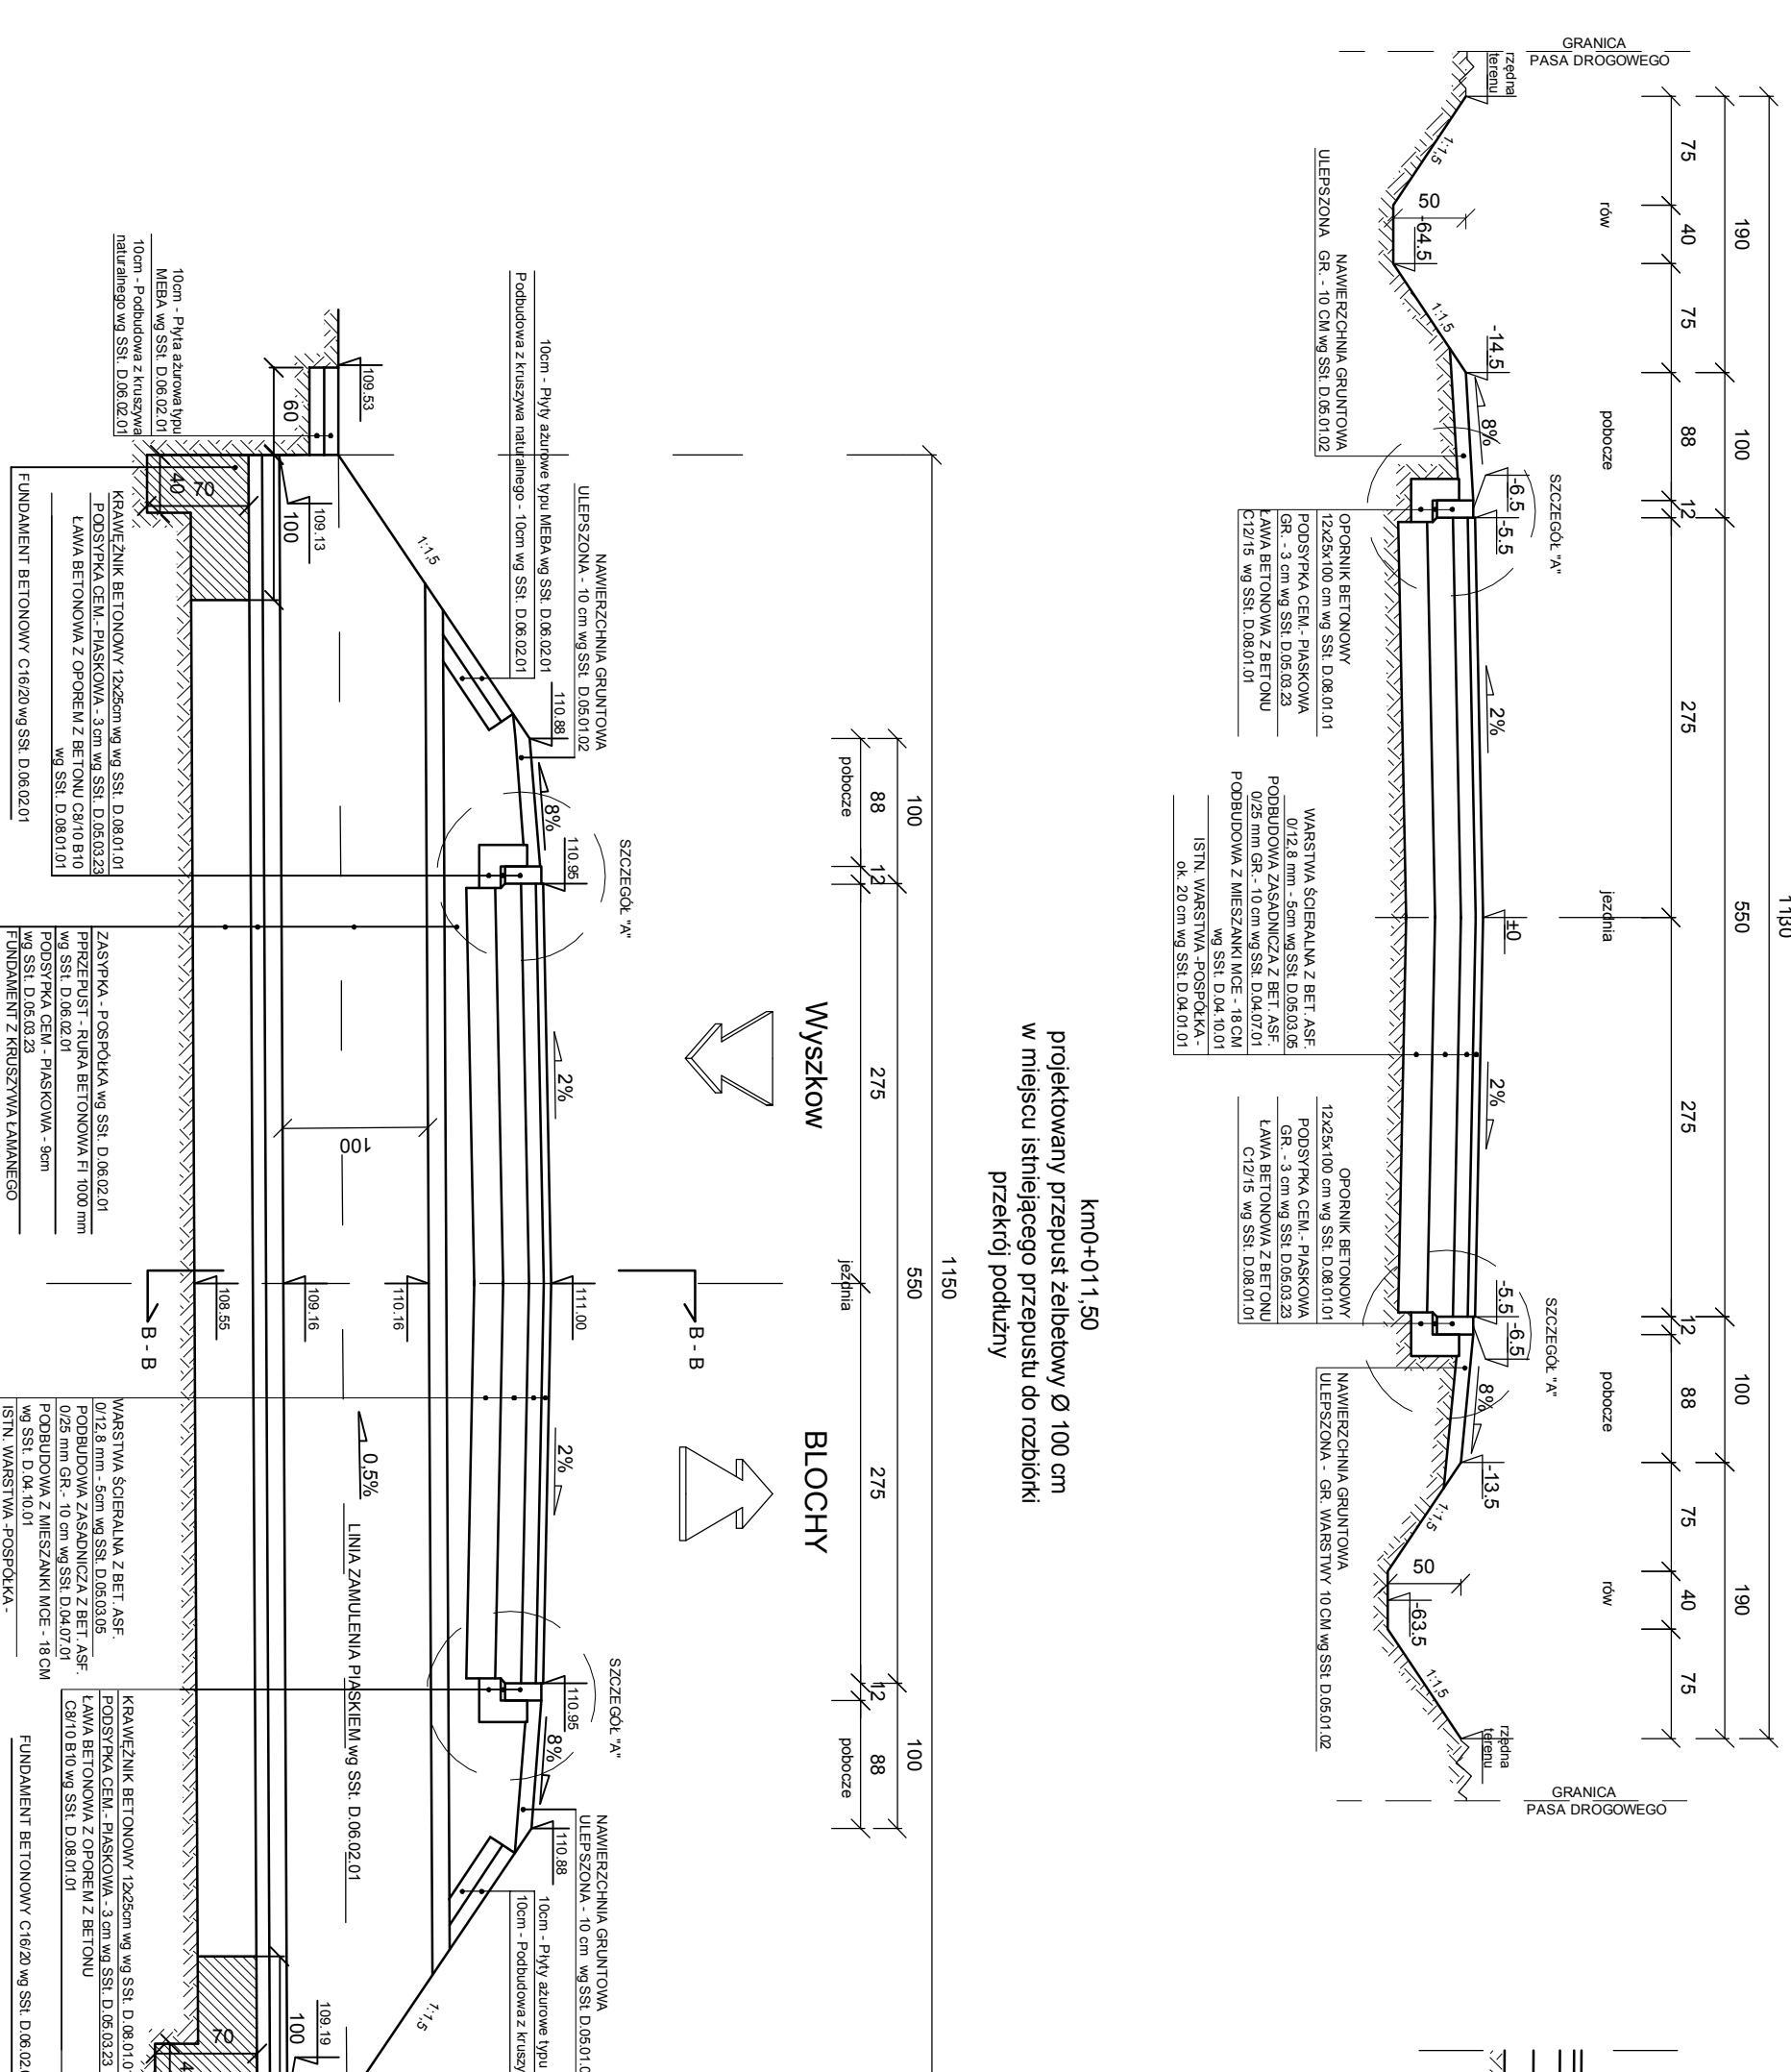 GRANICA
PASA DROGOWEGO
rzędna
terenu
1130
190
100
550
100
190
75
40
75
88
12
275
275
12
88
75
40
75
rów
pobocze
jezdnia
pobocze
rów
SZCZEGÓŁ "A"
SZCZEGÓŁ "A"
1:1,5
50
-64.5
1:1,5
-14.5
8%
-6.5
-5.5
2%
±0
2%
-5.5
-6.5
8%
-13.5
1:1,5
50
-63.5
1:1,5
rzędna
terenu
GRANICA
PASA DROGOWEGO
NAWIERZCHNIA GRUNTOWA
ULEPSZONA GR. - 10 CM wg SSt. D.05.01.02
OPORNIK BETONOWY
12x25x100 cm wg SSt. D.08.01.01
PODSYPKA CEM.- PIASKOWA
GR. - 3 cm wg SSt. D.05.03.23
ŁAWA BETONOWA Z BETONU
C12/15 wg SSt. D.08.01.01
WARSTWA ŚCIERALNA Z BET. ASF.
0/12,8 mm - 5cm wg SSt. D.05.03.05
PODBUDOWA ZASADNICZA Z BET. ASF.
0/25 mm GR.- 10 cm wg SSt. D.04.07.01
PODBUDOWA Z MIESZANKI MCE - 18 CM
wg SSt. D.04.10.01
ISTN. WARSTWA -POSPÓŁKA -
ok. 20 cm wg SSt. D.04.01.01
OPORNIK BETONOWY
12x25x100 cm wg SSt. D.08.01.01
PODSYPKA CEM.- PIASKOWA
GR. - 3 cm wg SSt. D.05.03.23
ŁAWA BETONOWA Z BETONU
C12/15 wg SSt. D.08.01.01
NAWIERZCHNIA GRUNTOWA
ULEPSZONA - GR. WARSTWY 10 CM wg SSt. D.05.01.02
km0+011,50
projektowany przepust żelbetowy Ø 100 cm
w miejscu istniejącego przepustu do rozbiórki
przekrój podłużny
1150
100
550
100
88
12
275
275
12
88
pobocze
jezdnia
pobocze
Wyszkow
BLOCHY
B - B
SZCZEGÓŁ "A"
SZCZEGÓŁ "A"
NAWIERZCHNIA GRUNTOWA
ULEPSZONA - 10 cm wg SSt. D.05.01.02
10cm - Płyty ażurowe typu MEBA wg SSt. D.06.02.01
Podbudowa z kruszywa naturalnego - 10cm wg SSt. D.06.02.01
110.88
8%
110.95
2%
111.00
2%
110.95
8%
110.88
NAWIERZCHNIA GRUNTOWA
ULEPSZONA - 10 cm wg SSt. D.05.01.0
10cm - Płyty ażurowe typu
10cm - Podbudowa z kruszy
1:1,5
100
110.16
0,5%
LINIA ZAMULENIA PIASKIEM wg SSt. D.06.02.01
1:1,5
109.53
60
109.13
100
109.16
109.19
100
40
70
108.55
70
4
B - B
10cm - Płyta ażurowa typu
MEBA wg SSt. D.06.02.01
10cm - Podbudowa z kruszywa
naturalnego wg SSt. D.06.02.01
KRAWĘŻNIK BETONOWY 12x25cm wg wg SSt. D.08.01.01
PODSYPKA CEM.- PIASKOWA - 3 cm wg SSt. D.05.03.23
ŁAWA BETONOWA Z OPOREM Z BETONU C8/10 B10
wg SSt. D.08.01.01
FUNDAMENT BETONOWY C16/20 wg SSt. D.06.02.01
ZASYPKA - POSPÓŁKA wg SSt. D.06.02.01
PPRZEPUST - RURA BETONOWA FI 1000 mm
wg SSt. D.06.02.01
PODSYPKA CEM - PIASKOWA - 9cm
wg SSt. D.05.03.23
FUNDAMENT Z KRUSZYWA ŁAMANEGO
WARSTWA ŚCIERALNA Z BET. ASF.
0/12,8 mm - 5cm wg SSt. D.05.03.05
PODBUDOWA ZASADNICZA Z BET. ASF.
0/25 mm GR.- 10 cm wg SSt. D.04.07.01
PODBUDOWA Z MIESZANKI MCE - 18 CM
wg SSt. D.04.10.01
ISTN. WARSTWA -POSPÓŁKA -
KRAWĘŻNIK BETONOWY 12x25cm wg wg SSt. D.08.01.0
PODSYPKA CEM.- PIASKOWA - 3 cm wg SSt. D.05.03.23
ŁAWA BETONOWA Z OPOREM Z BETONU
C8/10 B10 wg SSt. D.08.01.01
FUNDAMENT BETONOWY C16/20 wg SSt. D.06.02.0